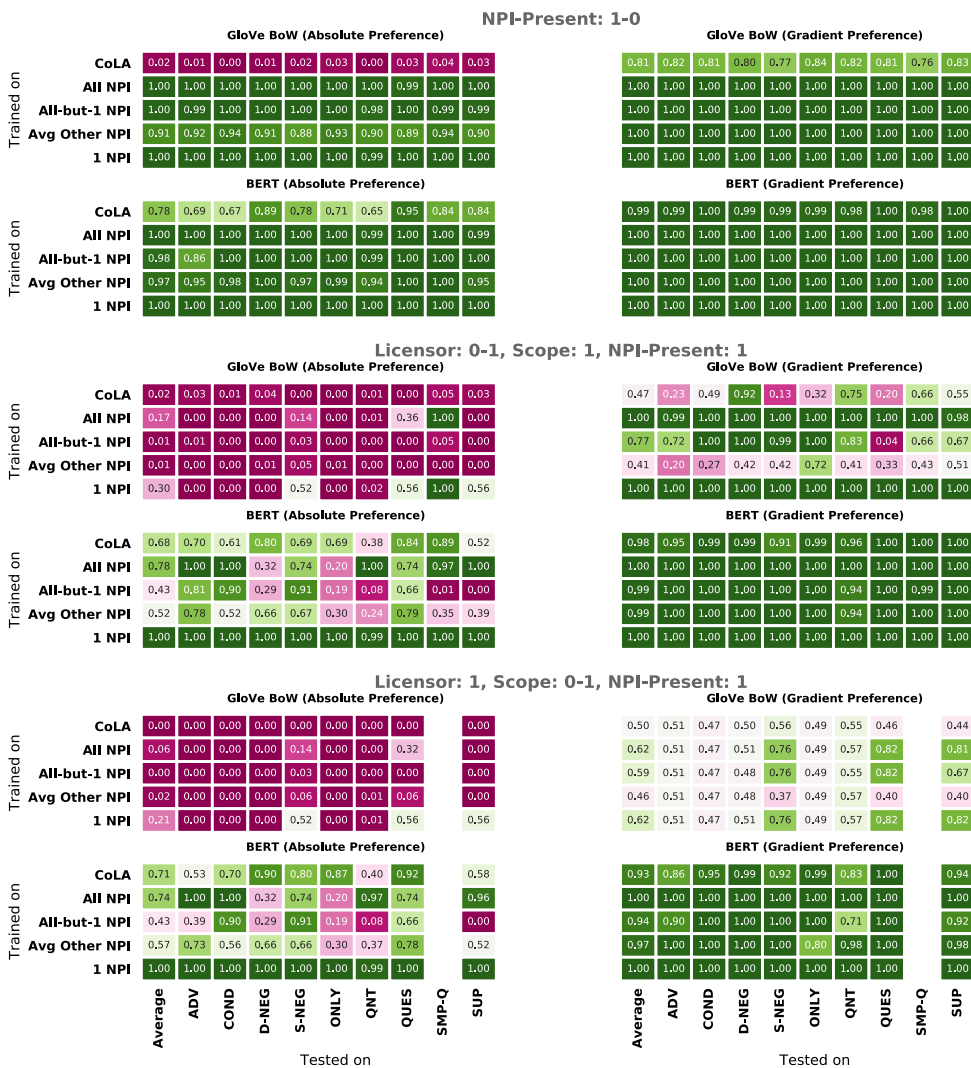 NPI-Present: 1-0
GloVe BoW (Absolute Preference) GloVe BoW (Gradient Preference)
Trained on
CoLA 0.02 0.01 0.00 0.01 0.02 0.03 0.00 0.03 0.04 0.03 0.81 0.82 0.81 0.80 0.77 0.84 0.82 0.81 0.76 0.83
All NPI 1.00 1.00 1.00 1.00 1.00 1.00 1.00 0.99 1.00 1.00 1.00 1.00 1.00 1.00 1.00 1.00 1.00 1.00 1.00 1.00
All-but-1 NPI 1.00 0.99 1.00 1.00 1.00 1.00 0.98 1.00 0.99 0.99 1.00 1.00 1.00 1.00 1.00 1.00 1.00 1.00 1.00 1.00
Avg Other NPI 0.91 0.92 0.94 0.91 0.88 0.93 0.90 0.89 0.94 0.90 1.00 1.00 1.00 1.00 1.00 1.00 1.00 1.00 1.00 1.00
1 NPI 1.00 1.00 1.00 1.00 1.00 1.00 0.99 1.00 1.00 1.00 1.00 1.00 1.00 1.00 1.00 1.00 1.00 1.00 1.00 1.00
BERT (Absolute Preference) BERT (Gradient Preference)
Trained on
CoLA 0.78 0.69 0.67 0.89 0.78 0.71 0.65 0.95 0.84 0.84 0.99 0.99 1.00 0.99 0.99 0.99 0.98 1.00 0.98 1.00
All NPI 1.00 1.00 1.00 1.00 1.00 1.00 0.99 1.00 1.00 0.99 1.00 1.00 1.00 1.00 1.00 1.00 1.00 1.00 1.00 1.00
All-but-1 NPI 0.98 0.86 1.00 1.00 1.00 1.00 0.99 1.00 1.00 1.00 1.00 1.00 1.00 1.00 1.00 1.00 1.00 1.00 1.00 1.00
Avg Other NPI 0.97 0.95 0.98 1.00 0.97 0.99 0.94 1.00 1.00 0.95 1.00 1.00 1.00 1.00 1.00 1.00 1.00 1.00 1.00 1.00
1 NPI 1.00 1.00 1.00 1.00 1.00 1.00 1.00 1.00 1.00 1.00 1.00 1.00 1.00 1.00 1.00 1.00 1.00 1.00 1.00 1.00
Licensor: 0-1, Scope: 1, NPI-Present: 1
GloVe BoW (Absolute Preference) GloVe BoW (Gradient Preference)
Trained on
CoLA 0.02 0.03 0.01 0.04 0.00 0.01 0.00 0.00 0.05 0.03 0.47 0.23 0.49 0.92 0.13 0.32 0.75 0.20 0.66 0.55
All NPI 0.17 0.00 0.00 0.00 0.14 0.00 0.01 0.36 1.00 0.00 1.00 0.99 1.00 1.00 1.00 1.00 1.00 1.00 1.00 0.98
All-but-1 NPI 0.01 0.01 0.00 0.00 0.03 0.00 0.00 0.00 0.05 0.00 0.77 0.72 1.00 1.00 0.99 1.00 0.83 0.04 0.66 0.67
Avg Other NPI 0.01 0.00 0.00 0.01 0.05 0.01 0.00 0.00 0.00 0.00 0.41 0.20 0.27 0.42 0.42 0.72 0.41 0.33 0.43 0.51
1 NPI 0.30 0.00 0.00 0.00 0.52 0.00 0.02 0.56 1.00 0.56 1.00 1.00 1.00 1.00 1.00 1.00 1.00 1.00 1.00 1.00
BERT (Absolute Preference) BERT (Gradient Preference)
Trained on
CoLA 0.68 0.70 0.61 0.80 0.69 0.69 0.38 0.84 0.89 0.52 0.98 0.95 0.99 0.99 0.91 0.99 0.96 1.00 1.00 1.00
All NPI 0.78 1.00 1.00 0.32 0.74 0.20 1.00 0.74 0.97 1.00 1.00 1.00 1.00 1.00 1.00 1.00 1.00 1.00 1.00 1.00
All-but-1 NPI 0.43 0.81 0.90 0.29 0.91 0.19 0.08 0.66 0.01 0.00 0.99 1.00 1.00 1.00 1.00 1.00 0.94 1.00 0.99 1.00
Avg Other NPI 0.52 0.78 0.52 0.66 0.67 0.30 0.24 0.79 0.35 0.39 0.99 1.00 1.00 1.00 1.00 1.00 0.94 1.00 1.00 1.00
1 NPI 1.00 1.00 1.00 1.00 1.00 1.00 0.99 1.00 1.00 1.00 1.00 1.00 1.00 1.00 1.00 1.00 1.00 1.00 1.00 1.00
Licensor: 1, Scope: 0-1, NPI-Present: 1
GloVe BoW (Absolute Preference) GloVe BoW (Gradient Preference)
Trained on
CoLA 0.00 0.00 0.00 0.00 0.00 0.00 0.00 0.00 0.00 0.50 0.51 0.47 0.50 0.56 0.49 0.55 0.46 0.44
All NPI 0.06 0.00 0.00 0.00 0.14 0.00 0.01 0.32 0.00 0.62 0.51 0.47 0.51 0.76 0.49 0.57 0.82 0.81
All-but-1 NPI 0.00 0.00 0.00 0.00 0.03 0.00 0.00 0.00 0.00 0.59 0.51 0.47 0.48 0.76 0.49 0.55 0.82 0.67
Avg Other NPI 0.02 0.00 0.00 0.00 0.06 0.00 0.01 0.06 0.00 0.46 0.51 0.47 0.48 0.37 0.49 0.57 0.40 0.40
1 NPI 0.21 0.00 0.00 0.00 0.52 0.00 0.01 0.56 0.56 0.62 0.51 0.47 0.51 0.76 0.49 0.57 0.82 0.82
BERT (Absolute Preference) BERT (Gradient Preference)
Trained on
CoLA 0.71 0.53 0.70 0.90 0.80 0.87 0.40 0.92 0.58 0.93 0.86 0.95 0.99 0.92 0.99 0.83 1.00 0.94
All NPI 0.74 1.00 1.00 0.32 0.74 0.20 0.97 0.74 0.96 1.00 1.00 1.00 1.00 1.00 1.00 1.00 1.00 1.00
All-but-1 NPI 0.43 0.39 0.90 0.29 0.91 0.19 0.08 0.66 0.00 0.94 0.90 1.00 1.00 1.00 1.00 0.71 1.00 0.92
Avg Other NPI 0.57 0.73 0.56 0.66 0.66 0.30 0.37 0.78 0.52 0.97 1.00 1.00 1.00 1.00 0.80 0.98 1.00 0.98
1 NPI 1.00 1.00 1.00 1.00 1.00 1.00 0.99 1.00 1.00 1.00 1.00 1.00 1.00 1.00 1.00 1.00 1.00 1.00
Average ADV COND D-NEG S-NEG ONLY QNT QUES SMP-Q SUP Average ADV COND D-NEG S-NEG ONLY QNT QUES SMP-Q SUP
Tested on Tested on